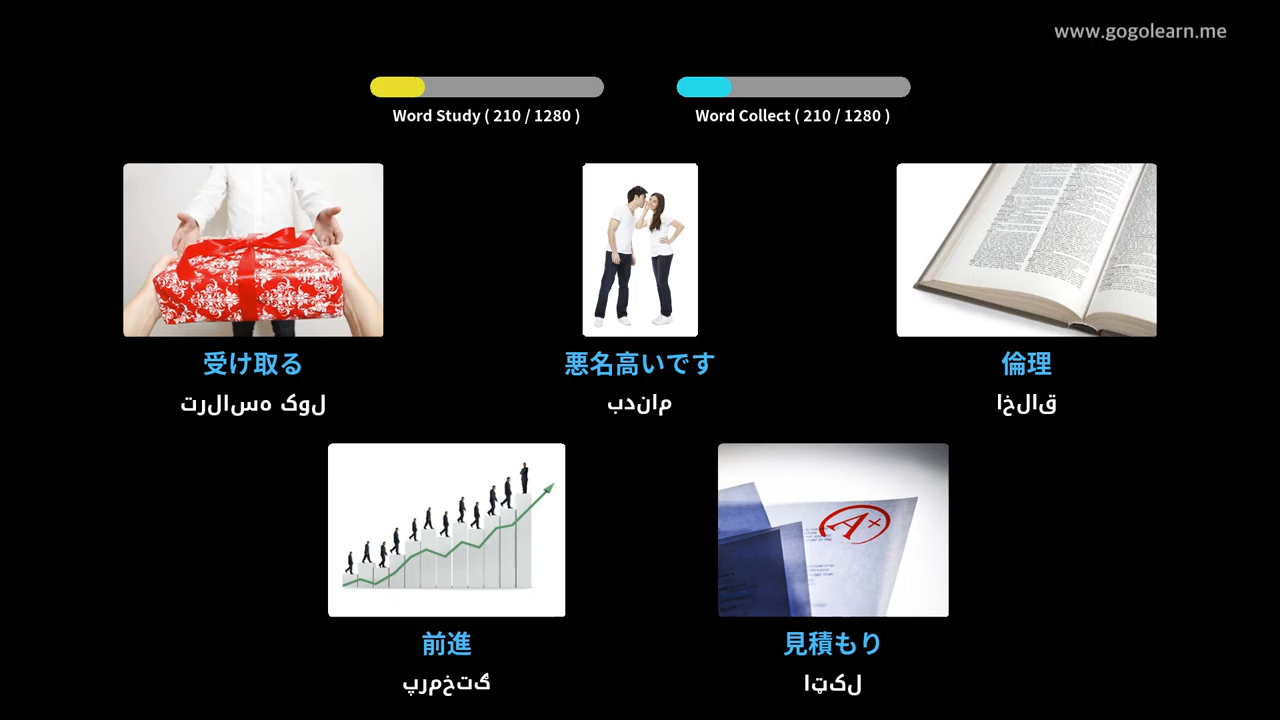 www.gogolearn.me
Word Study ( 210 / 1280 )
Word Collect ( 210 / 1280 )
受け取る
ترلاسه کول
悪名高いです
بدنام
倫理
اخلاق
前進
پرمختګ
見積もり
اټکل